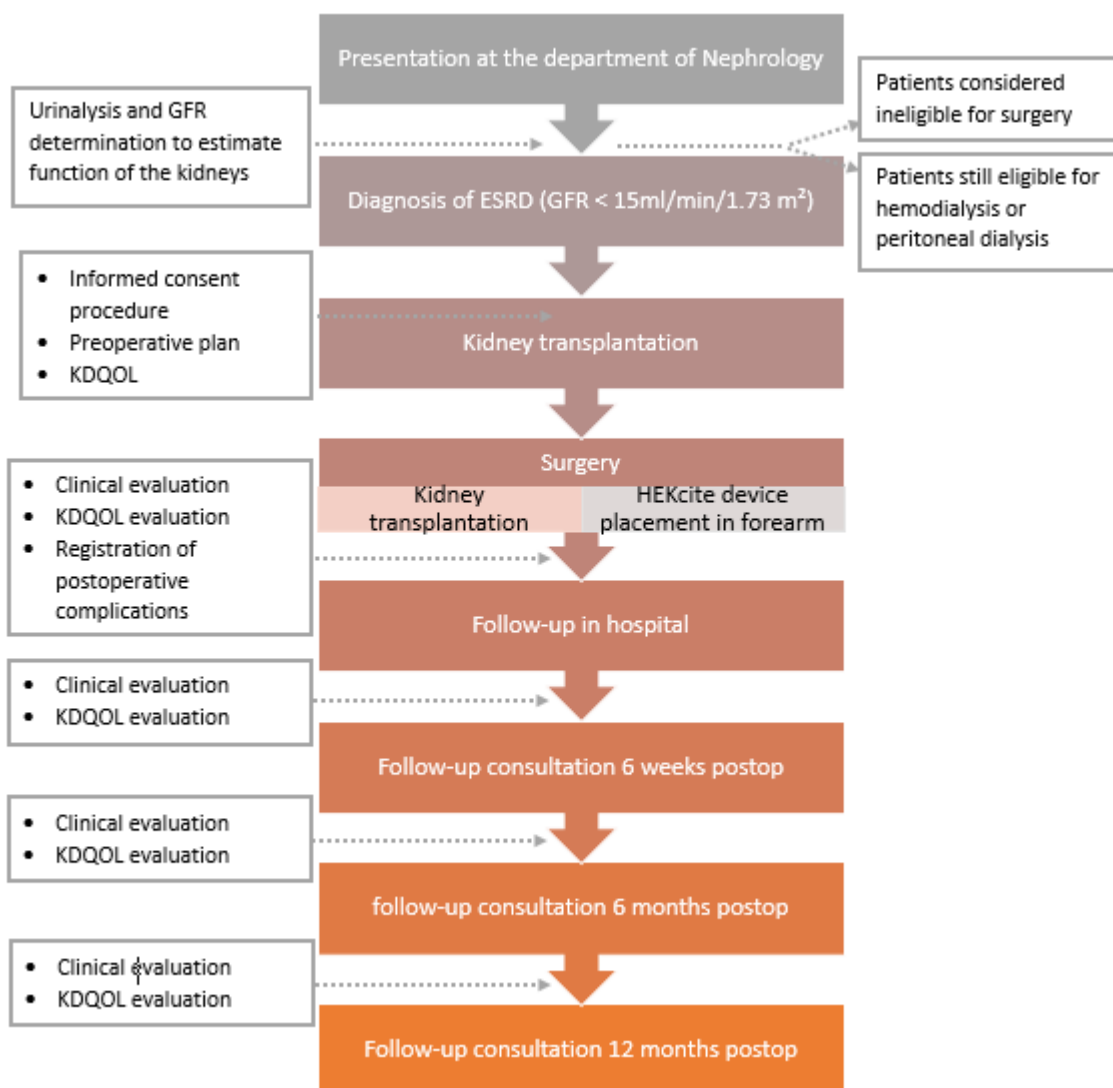 Presentation at the department of Nephrology
Urinalysis and GFR
determination to estimate
function of the kidneys
Patients considered
ineligible for surgery
Patients still eligible for
hemodialysis or
peritoneal dialysis
Diagnosis of ESRD (GFR < 15ml/min/1.73 m²)
• Informed consent
procedure
• Preoperative plan
• KDQOL
Kidney transplantation
Surgery
Kidney
transplantation
HEKcite device
placement in forearm
• Clinical evaluation
• KDQOL evaluation
• Registration of
postoperative
complications
Follow-up in hospital
• Clinical evaluation
• KDQOL evaluation
Follow-up consultation 6 weeks postop
• Clinical evaluation
• KDQOL evaluation
follow-up consultation 6 months postop
• Clinical evaluation
• KDQOL evaluation
Follow-up consultation 12 months postop